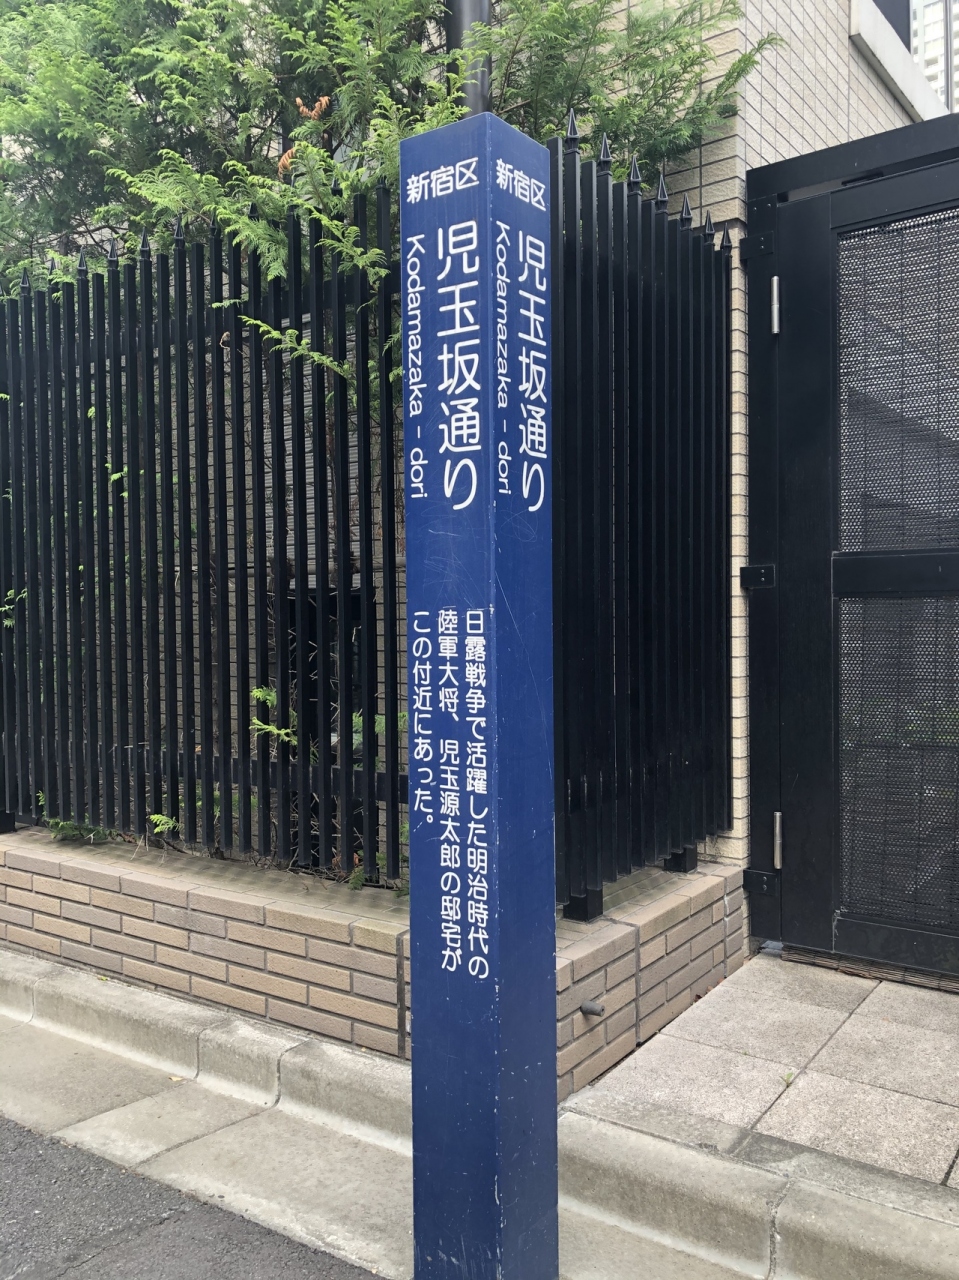 新宿区
児玉坂通り
Kodamazaka - dori
日露戦争で活躍した明治時代の
陸軍大将、児玉源太郎の邸宅が
この付近にあった。
新宿区
児玉坂通り
Kodamazaka - dori